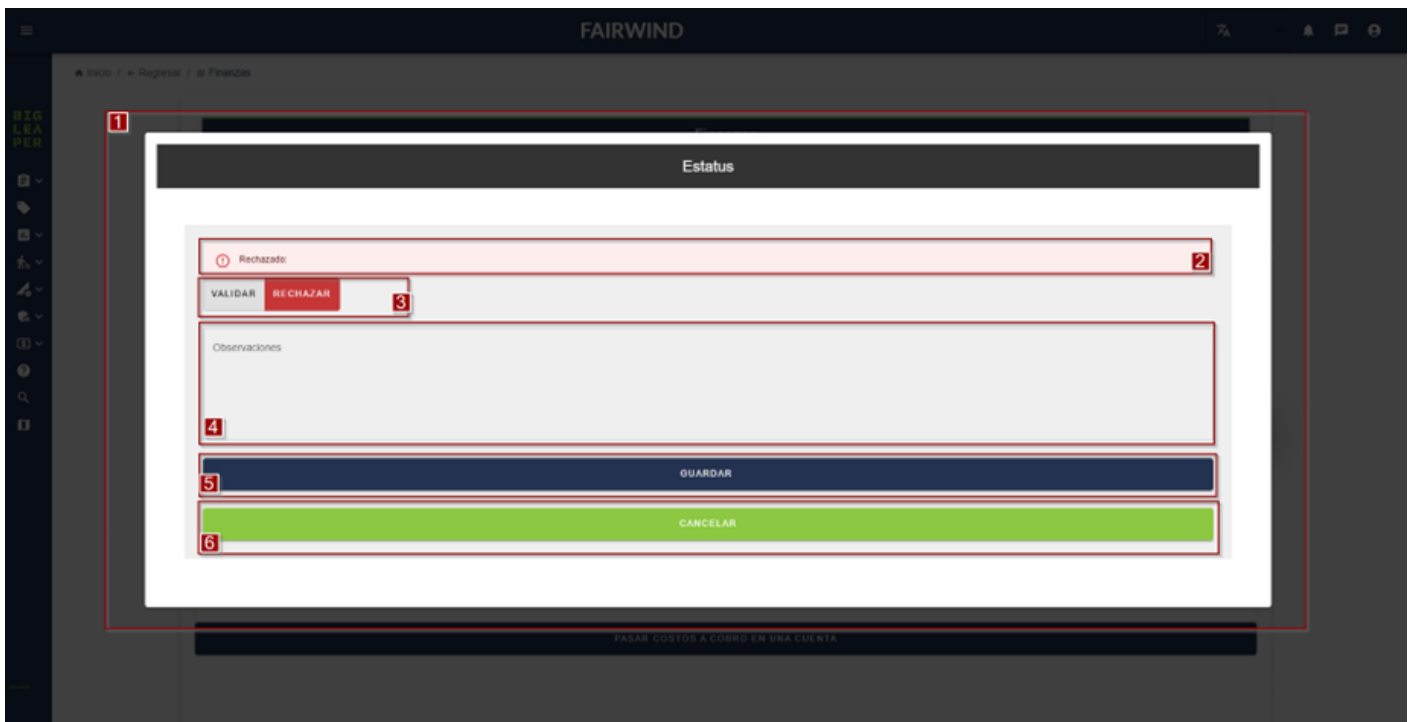 FAIRWIND
Inicio / ← Regresar / Finanzas
BIG
LEA
PER
1
Estatus
Rechazado:
2
VALIDAR RECHAZAR
3
Observaciones
4
GUARDAR
5
CANCELAR
6
PASAR COSTOS A COBRO EN UNA CUENTA